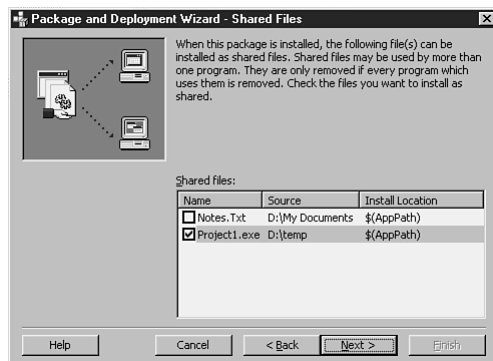 Package and Deployment Wizard - Shared Files
When this package is installed, the following file(s) can be
installed as shared files. Shared files may be used by more than
one program. They are only removed if every program which
uses them is removed. Check the files you want to install as
shared.
Shared files:
Name Source Install Location
Notes.Txt D:\My Documents $(AppPath)
Project1.exe D:\temp $(AppPath)
Help Cancel < Back Next > Finish